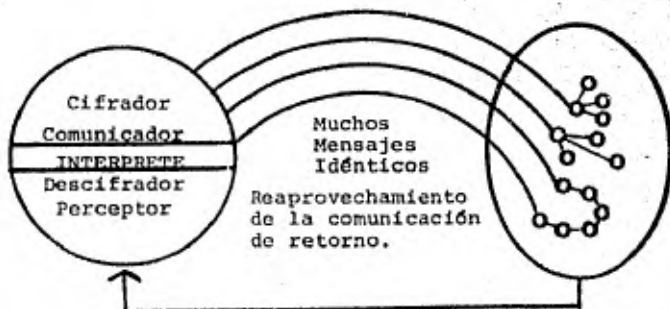 Cifrador
Comunicador
INTERPRETE
Descifrador
Perceptor
Muchos
Mensajes
Idénticos
Reaprovechamiento
de la comunicación
de retorno.